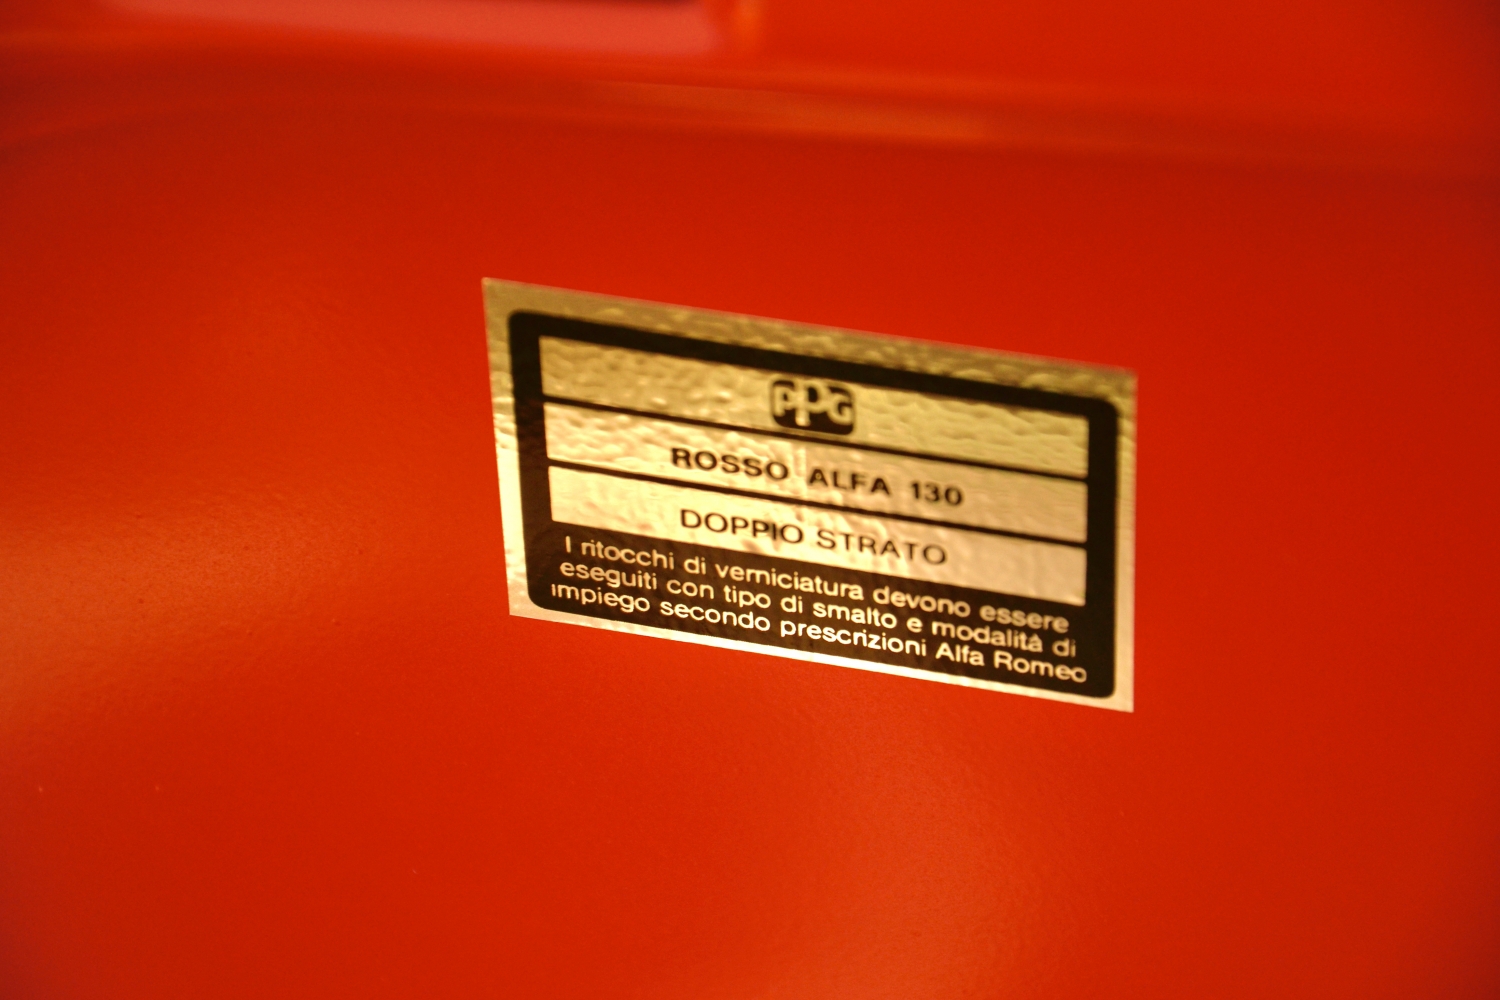 PPG
ROSSO ALFA 130
DOPPIO STRATO
I ritocchi di verniciatura devono essere
eseguiti con tipo di smalto e modalità di
impiego secondo prescrizioni Alfa Romeo